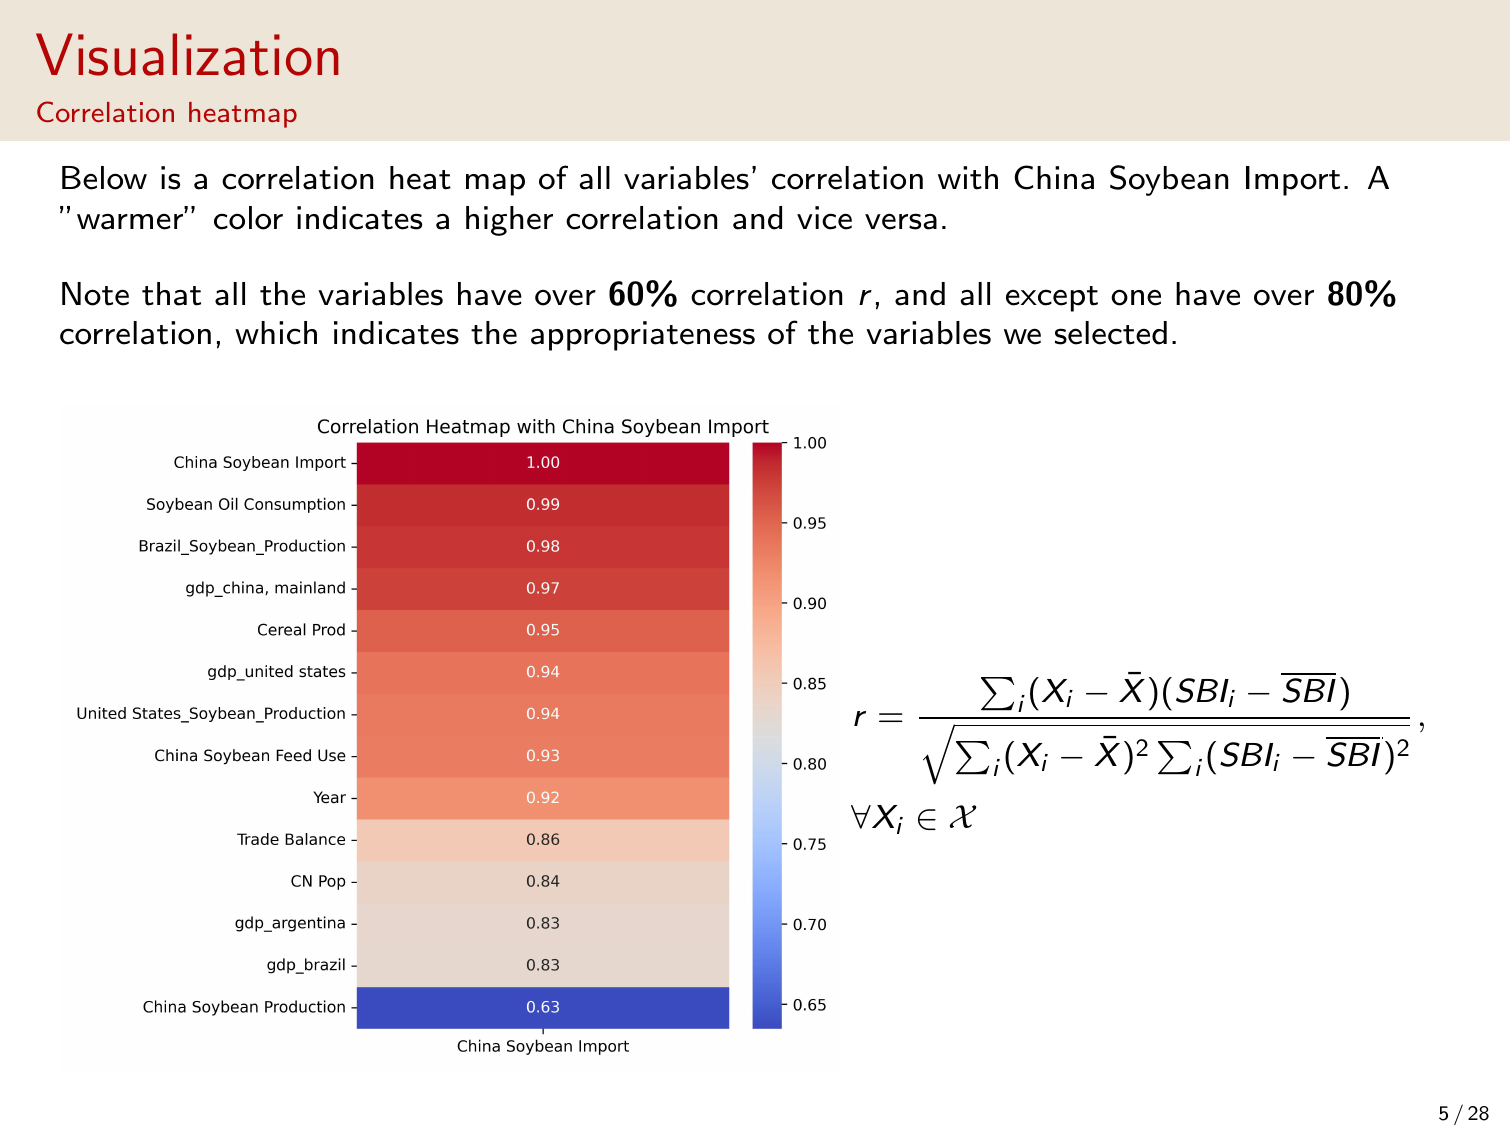 Visualization
Correlation heatmap
Below is a correlation heat map of all variables' correlation with China Soybean Import. A
"warmer" color indicates a higher correlation and vice versa.
Note that all the variables have over 60% correlation r, and all except one have over 80%
correlation, which indicates the appropriateness of the variables we selected.
Correlation Heatmap with China Soybean Import
China Soybean Import 1.00
Soybean Oil Consumption 0.99
Brazil_Soybean_Production 0.98
gdp_china, mainland 0.97
Cereal Prod 0.95
gdp_united states 0.94
United States_Soybean_Production 0.94
China Soybean Feed Use 0.93
Year 0.92
Trade Balance 0.86
CN Pop 0.84
gdp_argentina 0.83
gdp_brazil 0.83
China Soybean Production 0.63
China Soybean Import
1.00
0.95
0.90
0.85
0.80
0.75
0.70
0.65
r = \frac{\sum_i (X_i - \bar{X})(SBI_i - \overline{SBI})}{\sqrt{\sum_i (X_i - \bar{X})^2 \sum_i (SBI_i - \overline{SBI})^2}},
∀X_i ∈ 𝒳
5 / 28